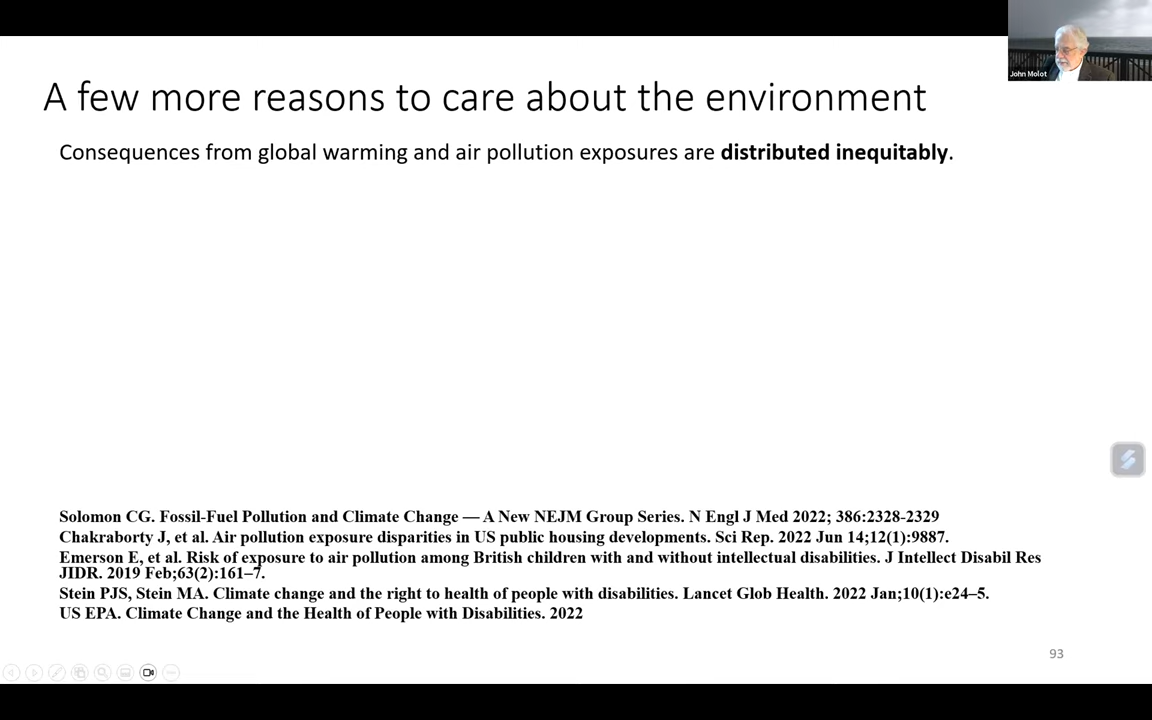 John Molot
A few more reasons to care about the environment
Consequences from global warming and air pollution exposures are distributed inequitably.
Solomon CG. Fossil-Fuel Pollution and Climate Change — A New NEJM Group Series. N Engl J Med 2022; 386:2328-2329
Chakraborty J, et al. Air pollution exposure disparities in US public housing developments. Sci Rep. 2022 Jun 14;12(1):9887.
Emerson E, et al. Risk of exposure to air pollution among British children with and without intellectual disabilities. J Intellect Disabil Res
JIDR. 2019 Feb;63(2):161–7.
Stein PJS, Stein MA. Climate change and the right to health of people with disabilities. Lancet Glob Health. 2022 Jan;10(1):e24–5.
US EPA. Climate Change and the Health of People with Disabilities. 2022
93